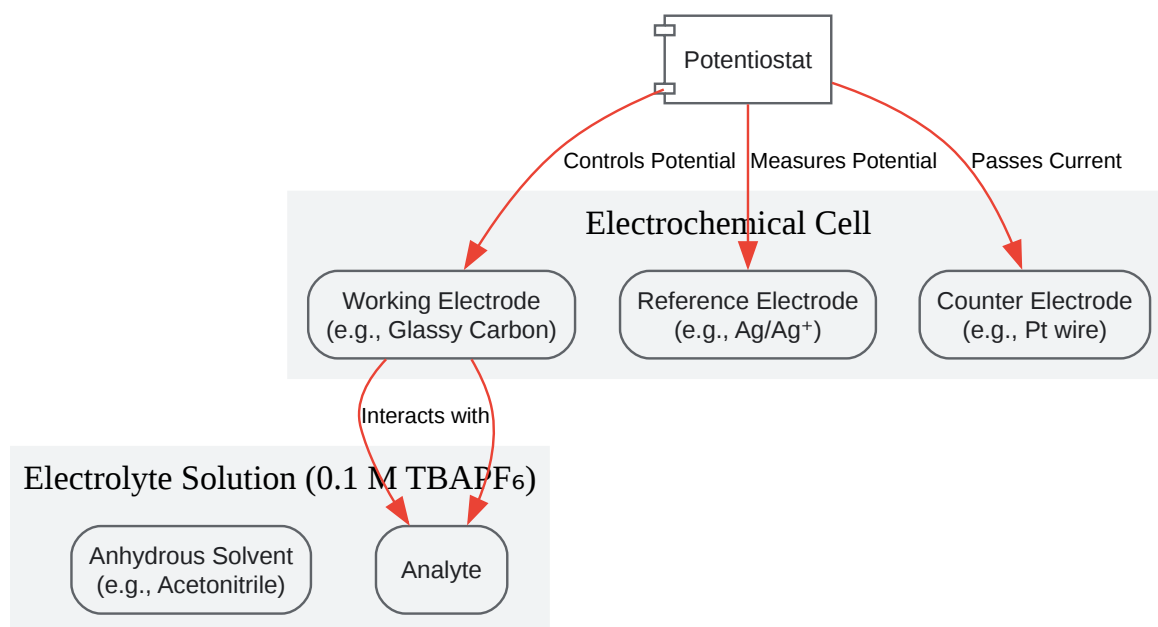 Potentiostat
Controls Potential
Measures Potential
Passes Current
Electrochemical Cell
Working Electrode
(e.g., Glassy Carbon)
Reference Electrode
(e.g., Ag/Ag⁺)
Counter Electrode
(e.g., Pt wire)
Interacts with
Electrolyte Solution (0.1 M TBAPF₆)
Anhydrous Solvent
(e.g., Acetonitrile)
Analyte